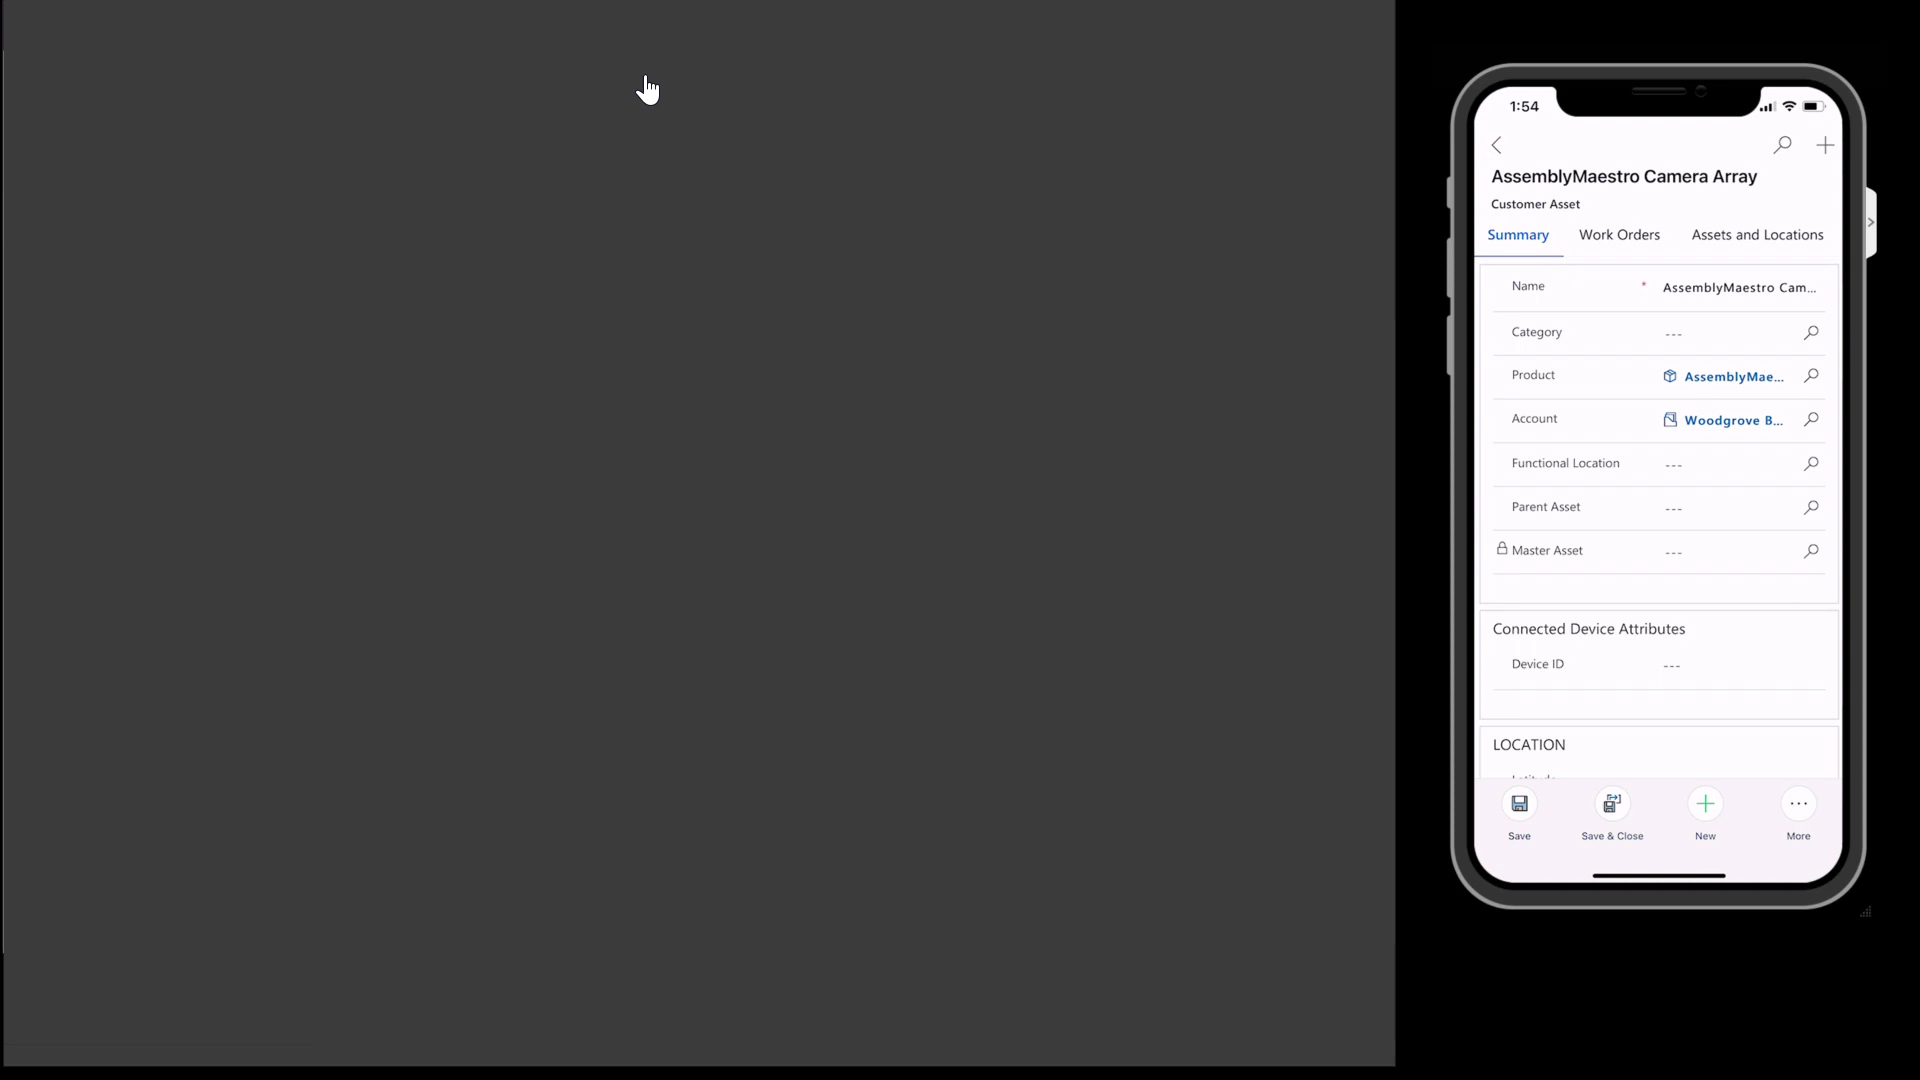 1:54
AssemblyMaestro Camera Array
Customer Asset
Summary Work Orders Assets and Locations
Name * AssemblyMaestro Cam...
Category ---
Product AssemblyMae...
Account Woodgrove B...
Functional Location ---
Parent Asset ---
Master Asset ---
Connected Device Attributes
Device ID ---
LOCATION
Save Save & Close New More